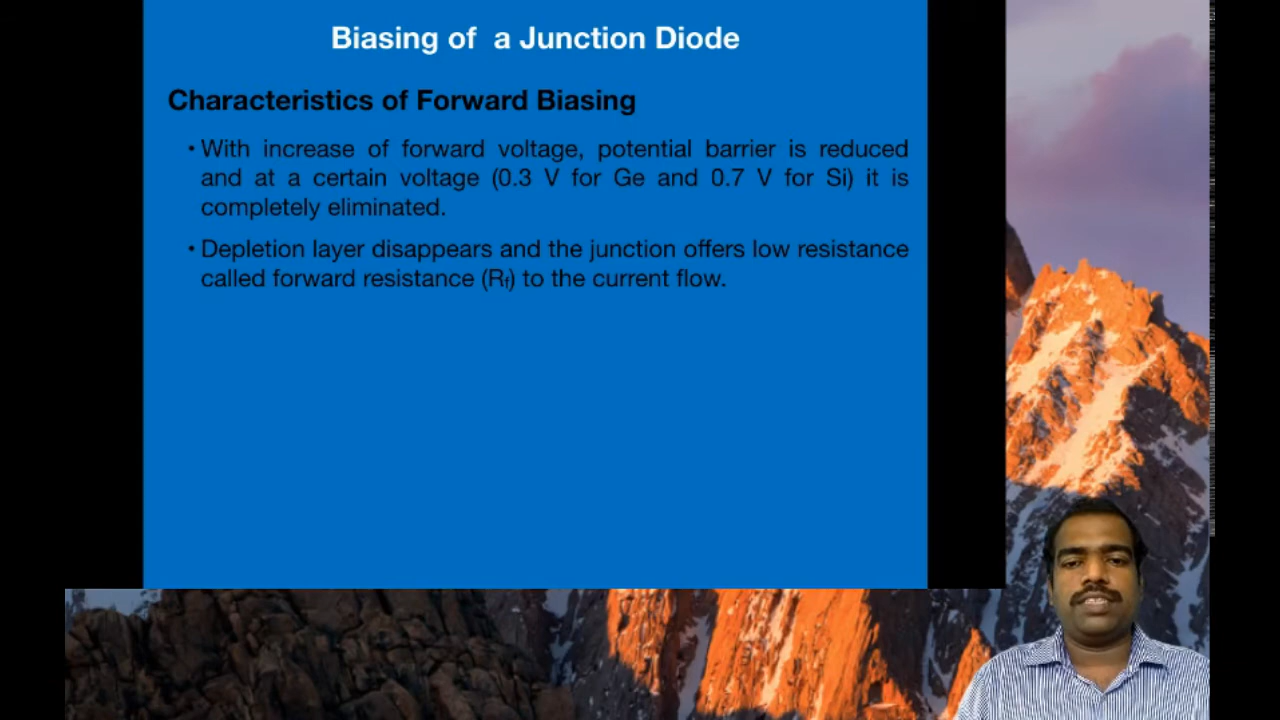 Biasing of a Junction Diode
Characteristics of Forward Biasing
• With increase of forward voltage, potential barrier is reduced
and at a certain voltage (0.3 V for Ge and 0.7 V for Si) it is
completely eliminated.
• Depletion layer disappears and the junction offers low resistance
called forward resistance (Rf) to the current flow.